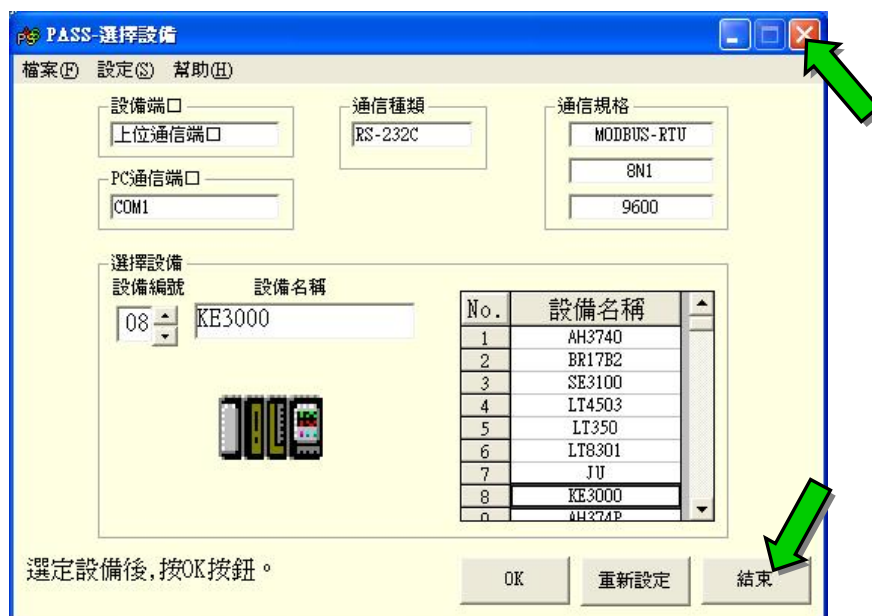 PASS-選擇設備
檔案(F) 設定(S) 幫助(H)
設備端口
上位通信端口
通信種類
RS-232C
通信規格
MODBUS-RTU
8N1
9600
PC通信端口
COM1
選擇設備
設備編號 設備名稱
08 KE3000
No. 設備名稱
1 AH3740
2 BR17B2
3 SE3100
4 LT4503
5 LT350
6 LT8301
7 JU
8 KE3000
9 AH374P
選定設備後,按OK按鈕。
OK 重新設定 結束